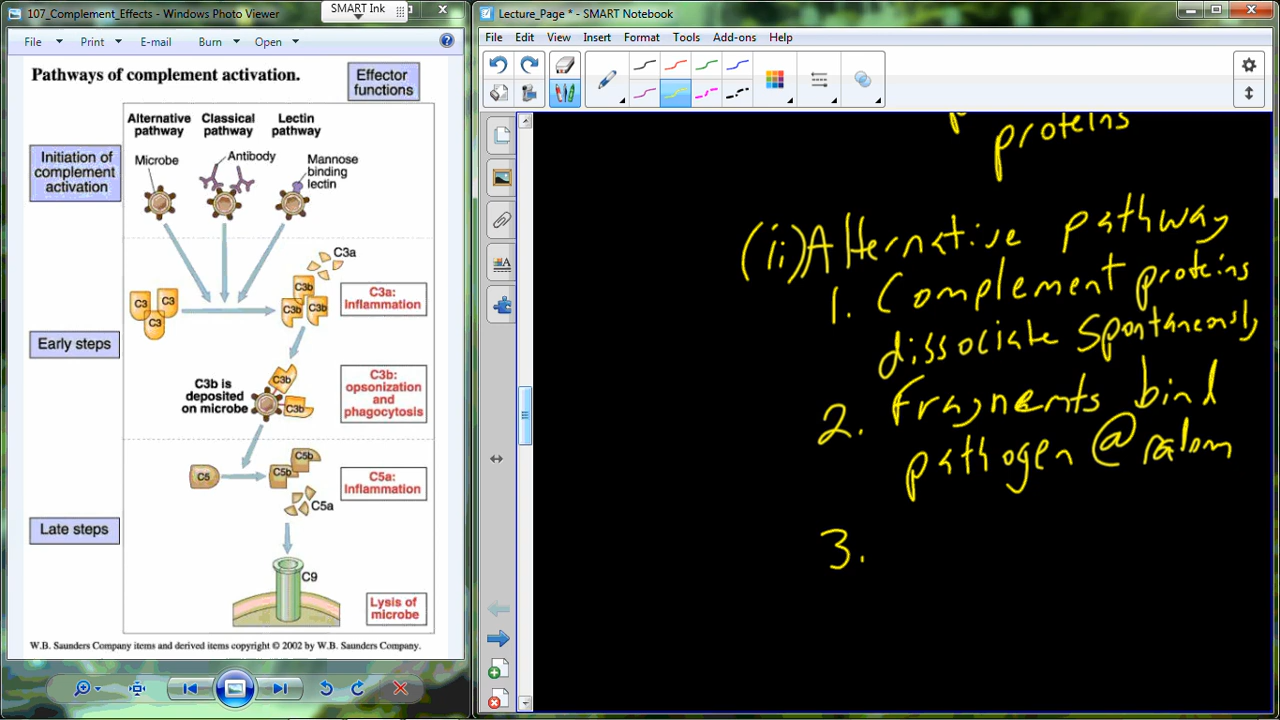 107_Complement_Effects - Windows Photo Viewer
SMART Ink
File Print E-mail Burn Open
Pathways of complement activation.
Effector
functions
Alternative
pathway
Classical
pathway
Lectin
pathway
Initiation of
complement
activation
Microbe
Antibody
Mannose
binding
lectin
C3a
C3 C3
C3
C3b
C3b C3b
C3a:
Inflammation
Early steps
C3b is
deposited
on microbe
C3b
C3b
C3b:
opsonization
and
phagocytosis
C5
C5b
C5b
C5a
C5a:
Inflammation
Late steps
C9
Lysis of
microbe
W.B. Saunders Company items and derived items copyright © 2002 by W.B. Saunders Company.
Lecture_Page * - SMART Notebook
File Edit View Insert Format Tools Add-ons Help
proteins
(ii) Alternative pathway
1. Complement proteins
dissociate spontaneously
2. Fragments bind
pathogen @
3.